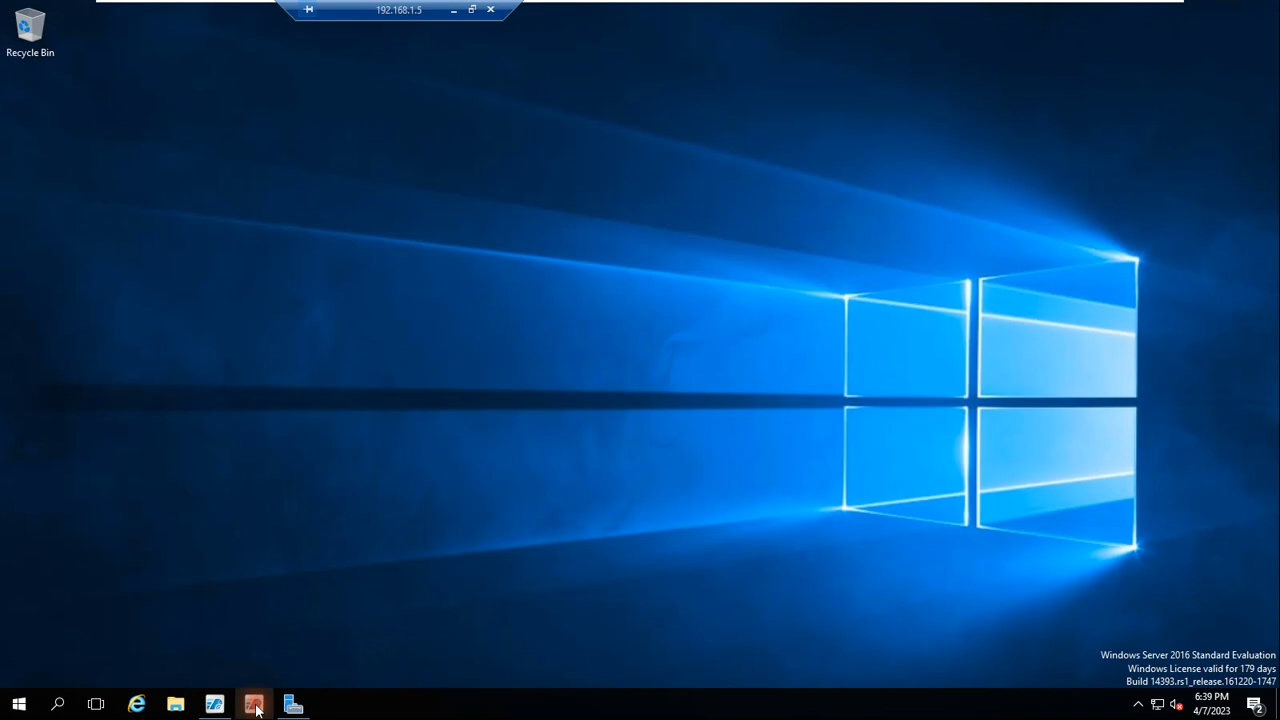 192.168.1.5
Recycle Bin
Windows Server 2016 Standard Evaluation
Windows License valid for 179 days
Build 14393.rs1_release.161220-1747
6:39 PM
4/7/2023
2